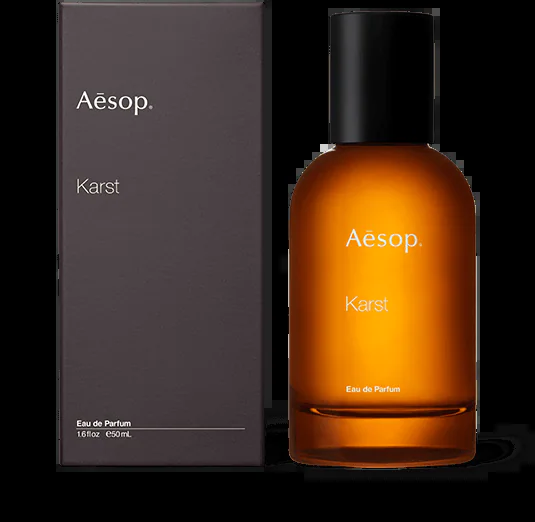 Aēsop®
Karst
Eau de Parfum
1.6 fl oz ℮50 mL
Aēsop®
Karst
Eau de Parfum